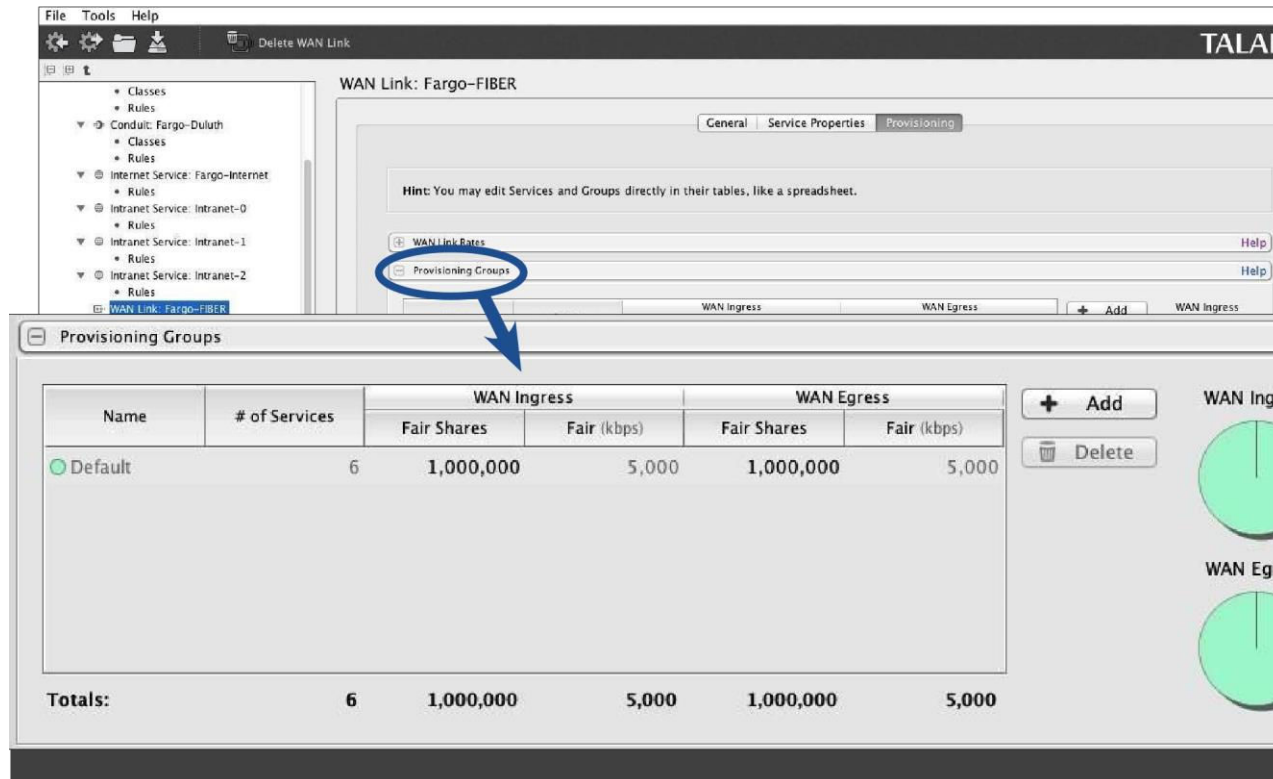 File Tools Help
Delete WAN Link
WAN Link: Fargo-FIBER
• Classes
• Rules
Conduit: Fargo-Duluth
• Classes
• Rules
Internet Service: Fargo-Internet
• Rules
Intranet Service: Intranet-0
• Rules
Intranet Service: Intranet-1
• Rules
Intranet Service: Intranet-2
• Rules
WAN Link: Fargo-FIBER
General Service Properties Provisioning
Hint: You may edit Services and Groups directly in their tables, like a spreadsheet.
WAN Link Rates Help
Provisioning Groups Help
WAN Ingress WAN Egress + Add WAN Ingress
Provisioning Groups
Name # of Services WAN Ingress WAN Egress
Fair Shares Fair (kbps) Fair Shares Fair (kbps)
Default 6 1,000,000 5,000 1,000,000 5,000
Totals: 6 1,000,000 5,000 1,000,000 5,000
+ Add
Delete